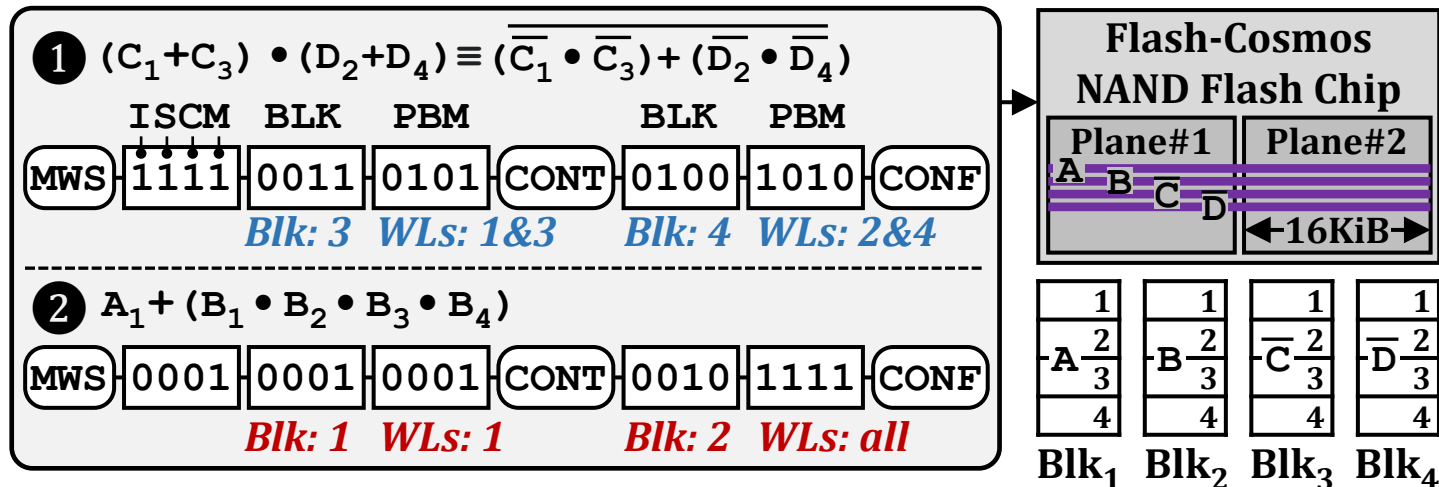 ❶ (C₁+C₃) • (D₂+D₄) ≡ (C̅₁ • C̅₃) + (D̅₂ • D̅₄)
ISCM BLK PBM BLK PBM
MWS 1111 0011 0101 CONT 0100 1010 CONF
Blk: 3 WLs: 1&3 Blk: 4 WLs: 2&4
❷ A₁+(B₁ • B₂ • B₃ • B₄)
MWS 0001 0001 0001 CONT 0010 1111 CONF
Blk: 1 WLs: 1 Blk: 2 WLs: all
Flash-Cosmos
NAND Flash Chip
Plane#1 Plane#2
A B C̅ D̅
16KiB
1 1 1 1
A 2 B 2 C̅ 2 D̅ 2
3 3 3 3
4 4 4 4
Blk₁ Blk₂ Blk₃ Blk₄